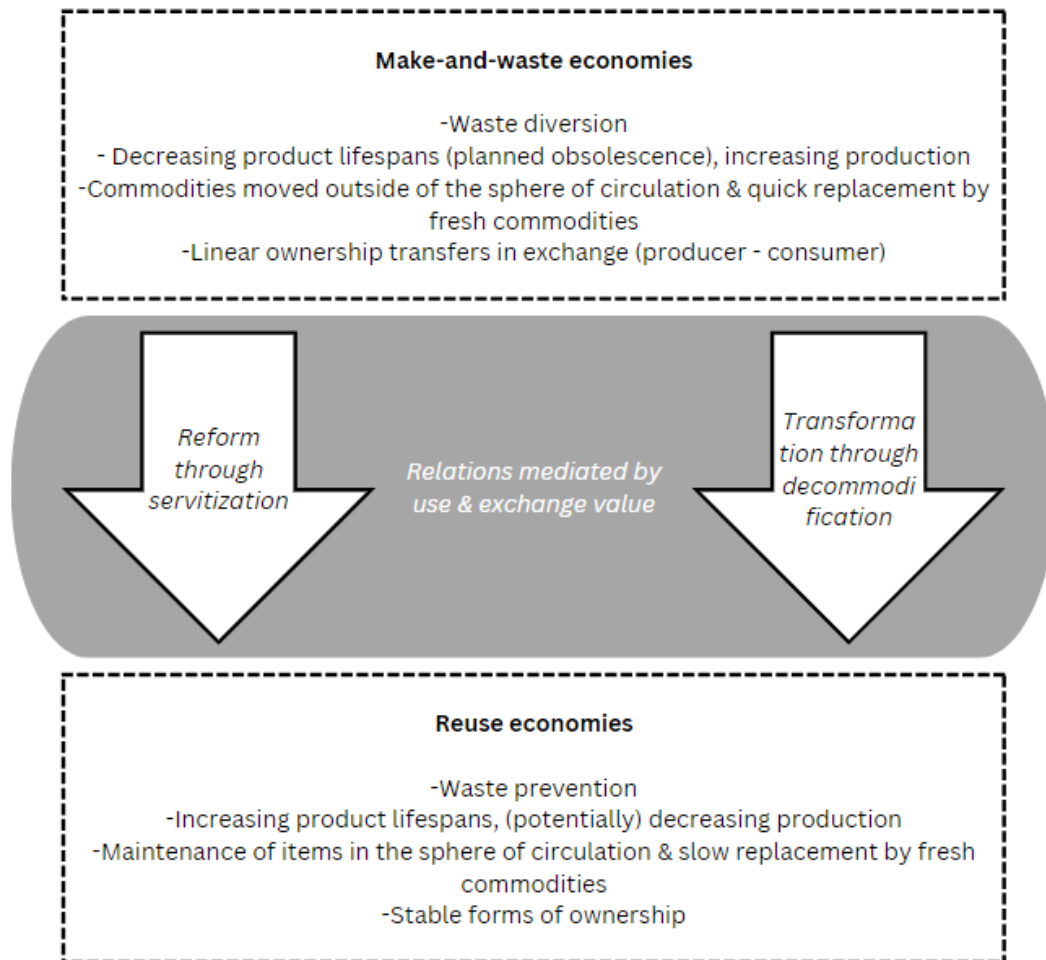 Make-and-waste economies
-Waste diversion
- Decreasing product lifespans (planned obsolescence), increasing production
-Commodities moved outside of the sphere of circulation & quick replacement by
fresh commodities
-Linear ownership transfers in exchange (producer - consumer)
Reform
through
servitization
Relations mediated by
use & exchange value
Transforma
tion through
decommodi
fication
Reuse economies
-Waste prevention
-Increasing product lifespans, (potentially) decreasing production
-Maintenance of items in the sphere of circulation & slow replacement by fresh
commodities
-Stable forms of ownership